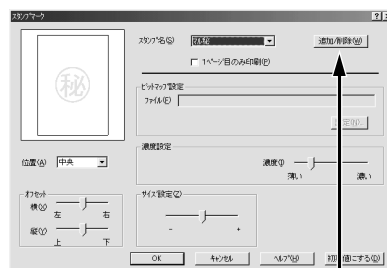 スタンプマーク
スタンプ名(S) マル秘 追加/削除(W)
1ページ目のみ印刷(P)
秘
ビットマップ設定
ファイル(F)
設定(N)...
濃度設定
位置(A) 中央
濃度(I)
薄い 濃い
オフセット
横(X)
左 右
縦(Y)
上 下
サイズ設定(Z)
- +
OK キャンセル ヘルプ(H) 初期値にする(D)